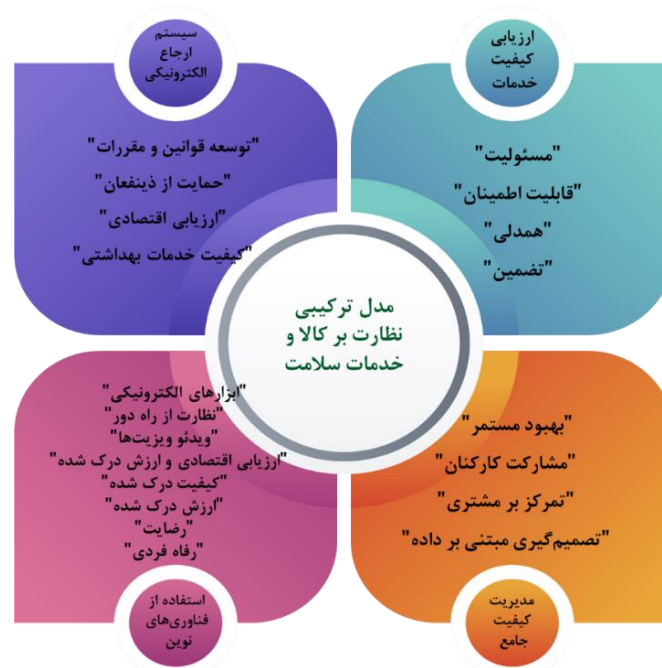 ارزیابی
کیفیت
خدمات
"مسئولیت"
"قابلیت اطمینان"
"همدلی"
"تضمین"
سیستم
ارجاع
الکترونیکی
"توسعه قوانین و مقررات"
"حمایت از ذینفعان"
"ارزیابی اقتصادی"
"کیفیت خدمات بهداشتی"
مدل ترکیبی
نظارت بر کالا و
خدمات سلامت
"بهبود مستمر"
"مشارکت کارکنان"
"تمرکز بر مشتری"
"تصمیم‌گیری مبتنی بر داده"
مدیریت
کیفیت
جامع
"ابزارهای الکترونیکی"
"نظارت از راه دور"
"ویدئو ویزیت‌ها"
"ارزیابی اقتصادی و ارزش درک شده"
"کیفیت درک شده"
"ارزش درک شده"
"رضایت"
"رفاه فردی"
استفاده از
فناوری‌های
نوین